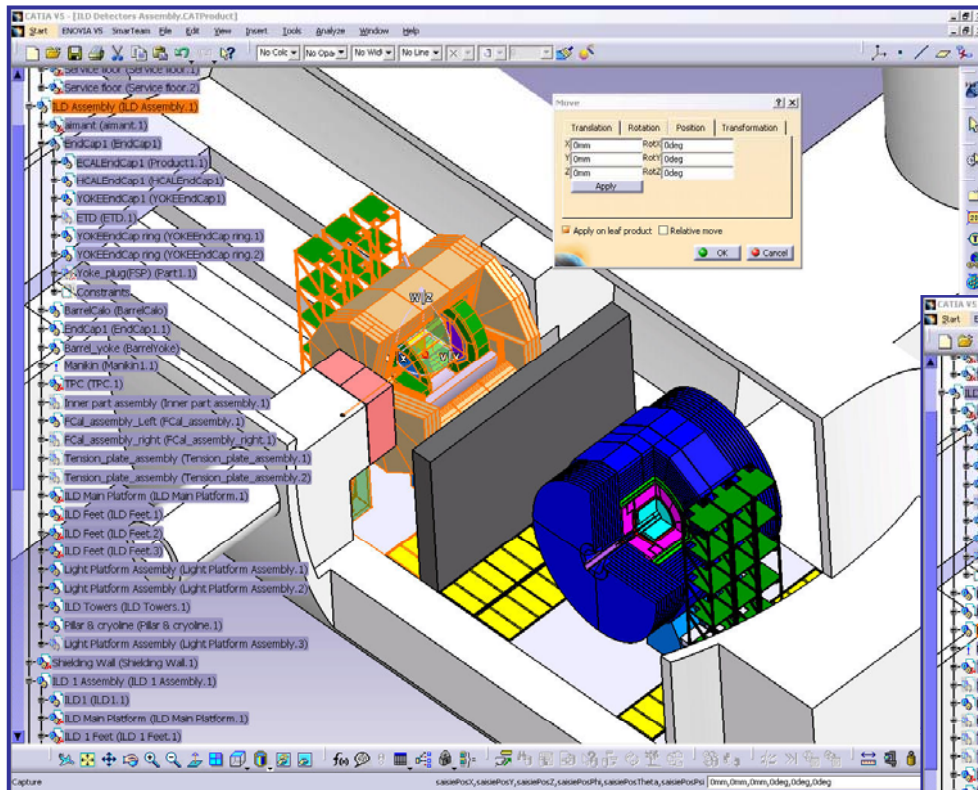 CATIA V5 - [ILD Detectors Assembly.CATProduct]
Start ENOVIA V5 SmarTeam File Edit View Insert Tools Analyze Window Help
No Colo No Opa No Wid No Line
Service floor (Service floor.1)
Service floor (Service floor.2)
ILD Assembly (ILD Assembly.1)
aimant (aimant.1)
EndCap1 (EndCap1)
ECALEndCap1 (Product1.1)
HCALEndCap1 (HCALEndCap1)
YOKEEndCap1 (YOKEEndCap1)
ETD (ETD.1)
YOKEEndCap ring (YOKEEndCap ring.1)
YOKEEndCap ring (YOKEEndCap ring.2)
Yoke_plug(FSP) (Part1.1)
Constraints
BarrelCalo (BarrelCalo)
EndCap1 (EndCap1.1)
Barrel_yoke (BarrelYoke)
Manikin (Manikin1.1)
TPC (TPC.1)
Inner part assembly (Inner part assembly.1)
FCal_assembly_Left (FCal_assembly.1)
FCal_assembly_right (FCal_assembly_right.1)
Tension_plate_assembly (Tension_plate_assembly.1)
Tension_plate_assembly (Tension_plate_assembly.2)
ILD Main Platform (ILD Main Platform.1)
ILD Feet (ILD Feet.1)
ILD Feet (ILD Feet.2)
ILD Feet (ILD Feet.3)
Light Platform Assembly (Light Platform Assembly.1)
Light Platform Assembly (Light Platform Assembly.2)
ILD Towers (ILD Towers.1)
Pillar & cryoline (Pillar & cryoline.1)
Light Platform Assembly (Light Platform Assembly.3)
Shielding Wall (Shielding Wall.1)
ILD 1 Assembly (ILD 1 Assembly.1)
ILD1 (ILD1.1)
ILD Main Platform (ILD Main Platform.1)
ILD 1 Feet (ILD 1 Feet.1)
Move
Translation Rotation Position Transformation
X 0mm RotX 0deg
Y 0mm RotY 0deg
Z 0mm RotZ 0deg
Apply
Apply on leaf product Relative move
OK Cancel
W Z
CATIA V5
Start
ILD
Capture
saisiePosX,saisiePosY,saisiePosZ,saisiePosPhi,saisiePosTheta,saisiePosPsi 0mm,0mm,0mm,0deg,0deg,0deg